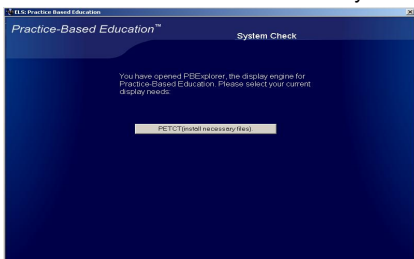 ELS: Practice Based Education
Practice-Based Education™
System Check
You have opened PBExplorer, the display engine for
Practice-Based Education. Please select your current
display needs:
PETCT(install necessary files)